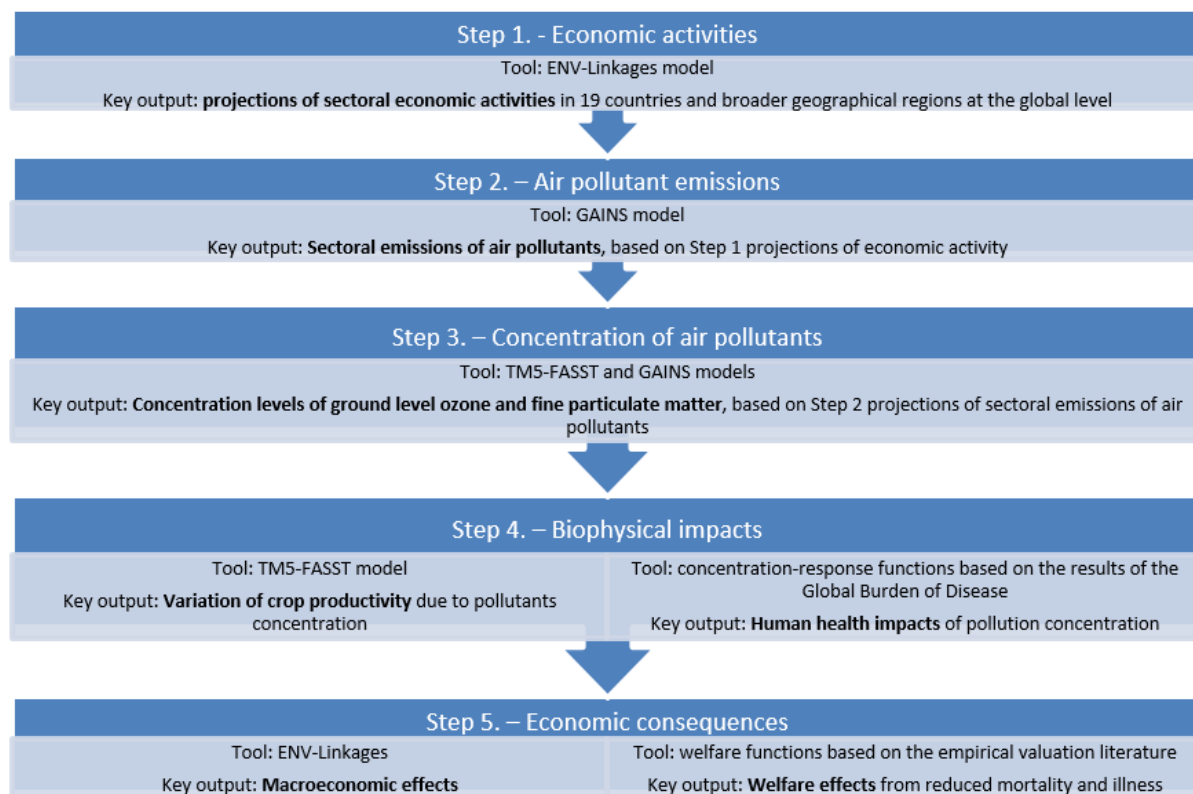 Step 1. - Economic activities
Tool: ENV-Linkages model
Key output: projections of sectoral economic activities in 19 countries and broader geographical regions at the global level
Step 2. – Air pollutant emissions
Tool: GAINS model
Key output: Sectoral emissions of air pollutants, based on Step 1 projections of economic activity
Step 3. – Concentration of air pollutants
Tool: TM5-FASST and GAINS models
Key output: Concentration levels of ground level ozone and fine particulate matter, based on Step 2 projections of sectoral emissions of air
pollutants
Step 4. – Biophysical impacts
Tool: TM5-FASST model
Key output: Variation of crop productivity due to pollutants
concentration
Tool: concentration-response functions based on the results of the
Global Burden of Disease
Key output: Human health impacts of pollution concentration
Step 5. – Economic consequences
Tool: ENV-Linkages
Key output: Macroeconomic effects
Tool: welfare functions based on the empirical valuation literature
Key output: Welfare effects from reduced mortality and illness